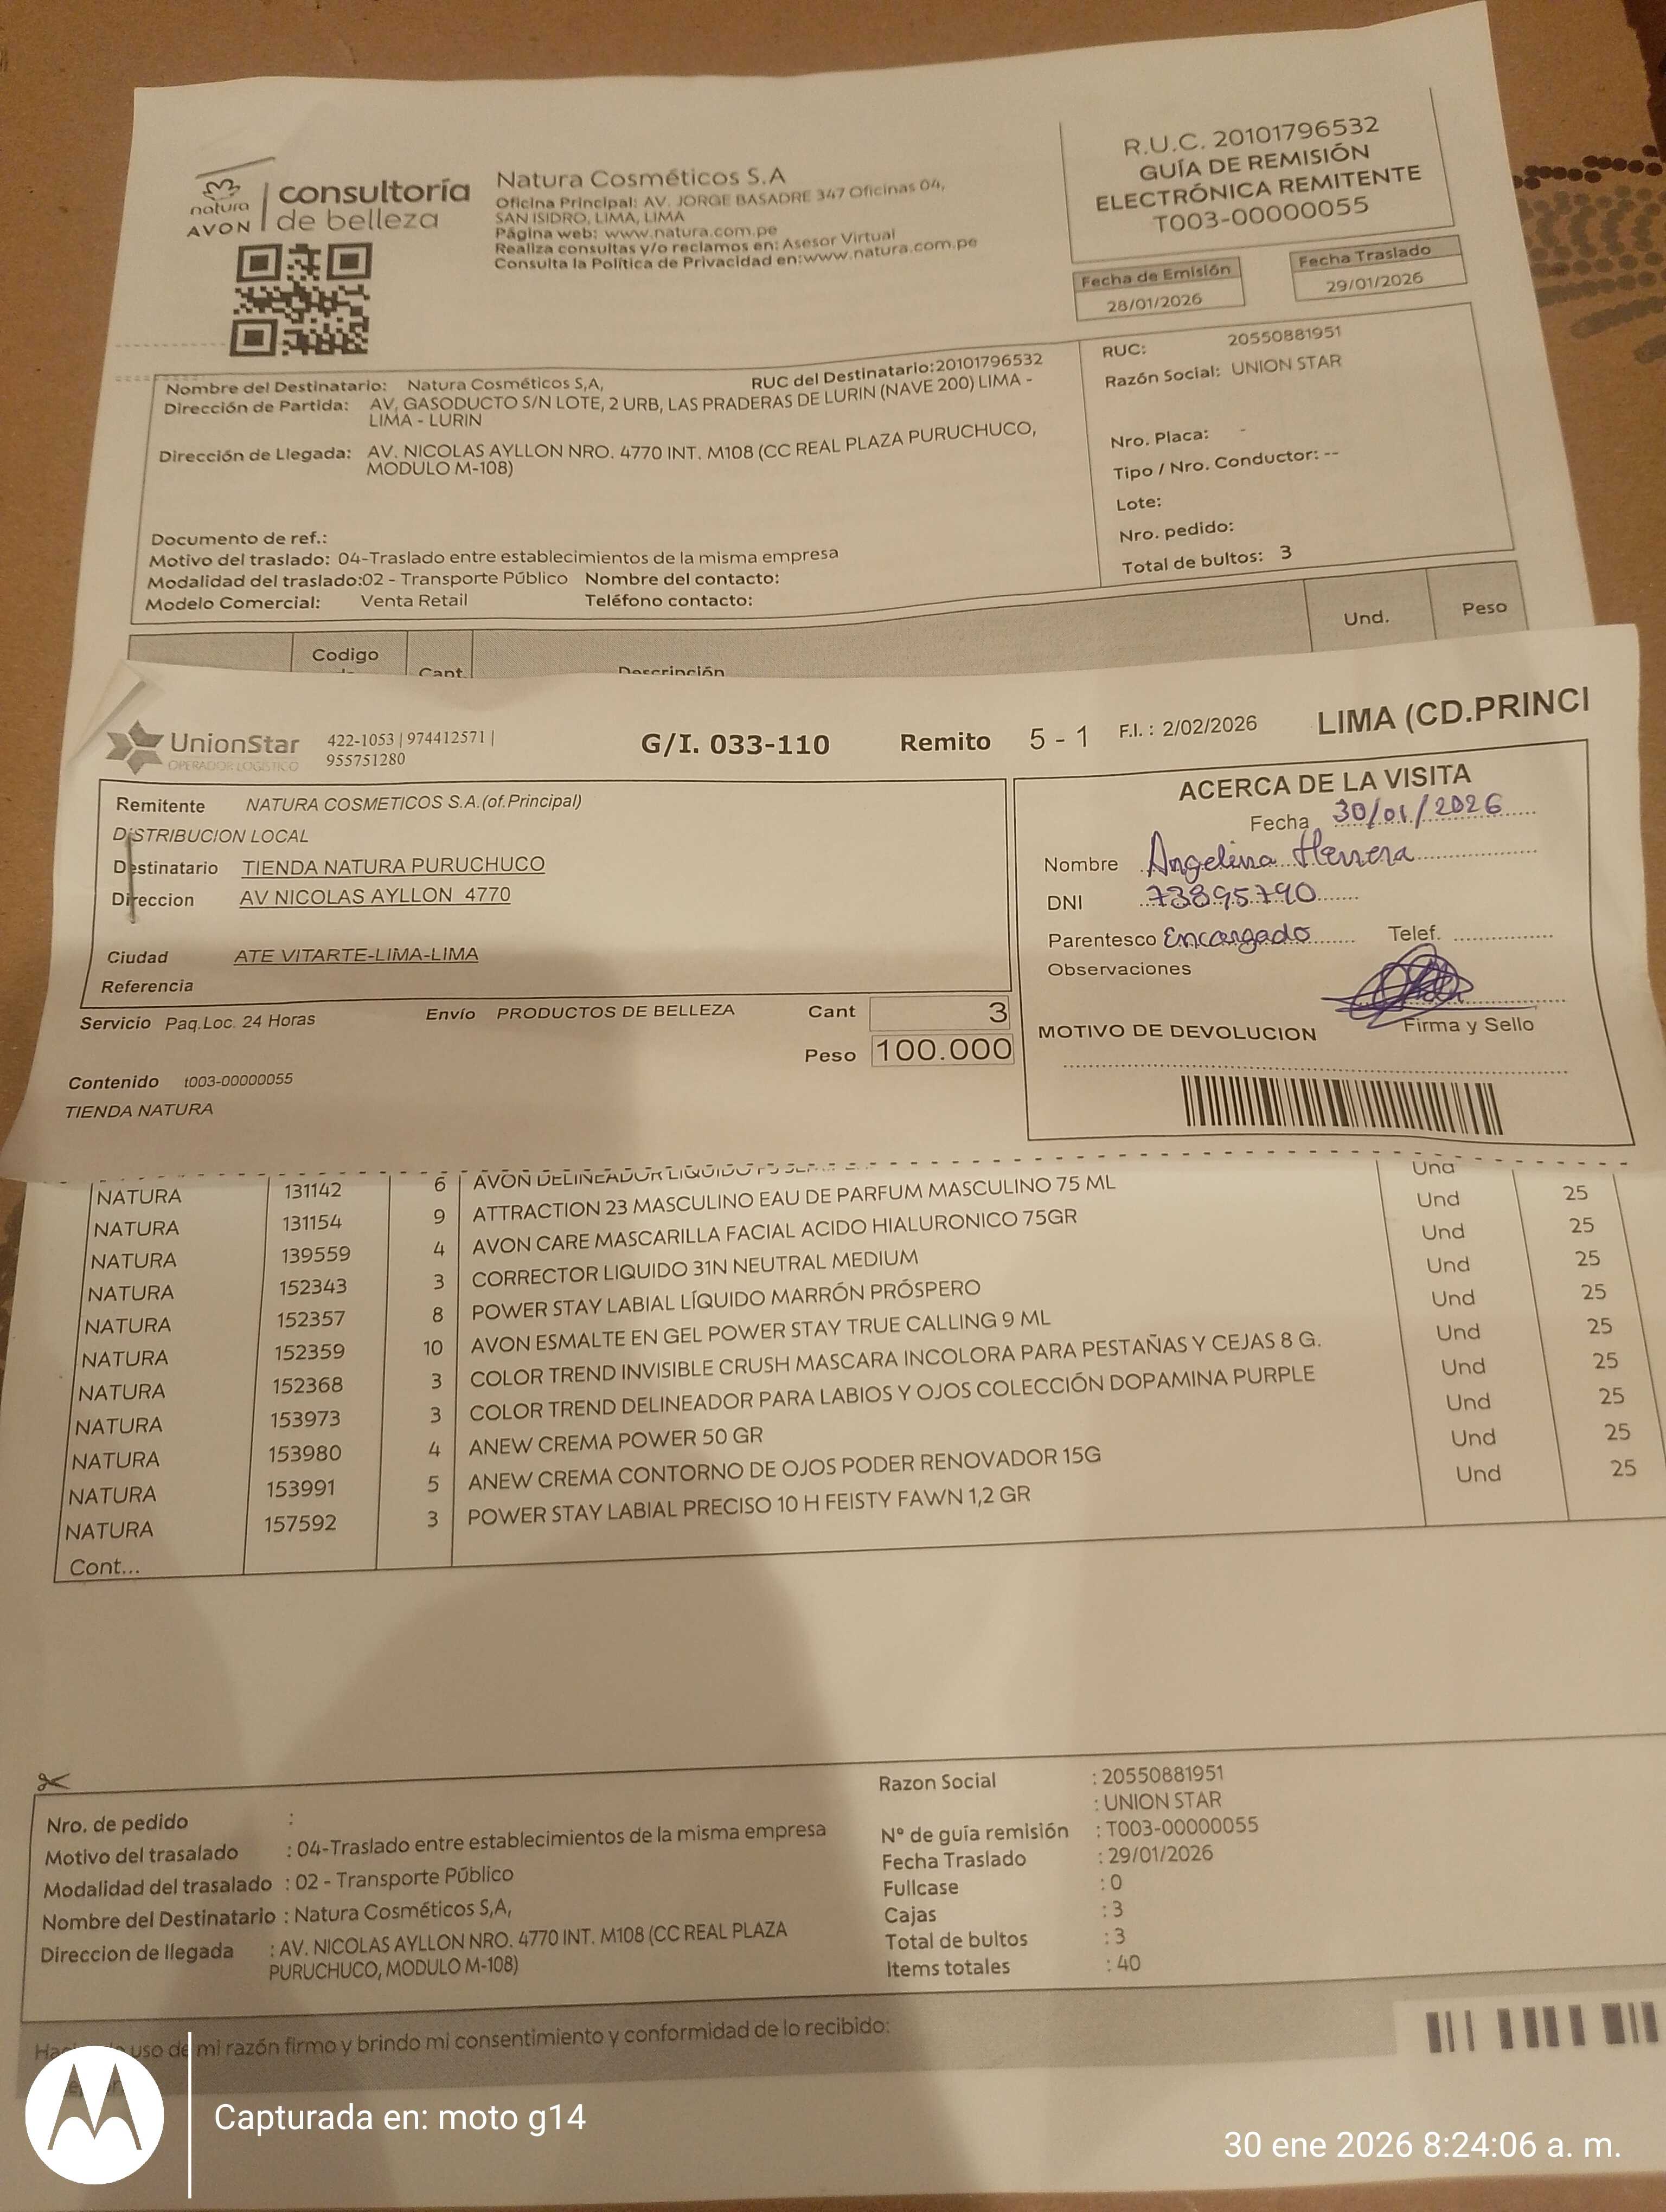 R.U.C. 20101796532
GUÍA DE REMISIÓN
ELECTRÓNICA REMITENTE
T003-00000055
natura
AVON
consultoría
de belleza
Natura Cosméticos S.A
Oficina Principal: AV. JORGE BASADRE 347 Oficinas 04,
SAN ISIDRO, LIMA, LIMA
Página web: www.natura.com.pe
Realiza consultas y/o reclamos en: Asesor Virtual
Consulta la Política de Privacidad en:www.natura.com.pe
Fecha de Emisión
28/01/2026
Fecha Traslado
29/01/2026
Nombre del Destinatario: Natura Cosméticos S,A, RUC del Destinatario:20101796532
Dirección de Partida: AV, GASODUCTO S/N LOTE, 2 URB, LAS PRADERAS DE LURIN (NAVE 200) LIMA -
LIMA - LURIN
Dirección de Llegada: AV. NICOLAS AYLLON NRO. 4770 INT. M108 (CC REAL PLAZA PURUCHUCO,
MODULO M-108)
Documento de ref.:
Motivo del traslado: 04-Traslado entre establecimientos de la misma empresa
Modalidad del traslado:02 - Transporte Público Nombre del contacto:
Modelo Comercial: Venta Retail Teléfono contacto:
RUC: 20550881951
Razón Social: UNION STAR
Nro. Placa: -
Tipo / Nro. Conductor: --
Lote:
Nro. pedido:
Total de bultos: 3
Codigo Cant. Descripción Und. Peso
UnionStar
OPERADOR LOGÍSTICO
422-1053 | 974412571 |
955751280
G/I. 033-110 Remito 5 - 1 F.I. : 2/02/2026 LIMA (CD.PRINCI
Remitente NATURA COSMETICOS S.A.(of.Principal)
DISTRIBUCION LOCAL
Destinatario TIENDA NATURA PURUCHUCO
Direccion AV NICOLAS AYLLON 4770
Ciudad ATE VITARTE-LIMA-LIMA
Referencia
Servicio Paq.Loc. 24 Horas Envío PRODUCTOS DE BELLEZA Cant 3
Peso 100.000
Contenido t003-00000055
TIENDA NATURA
ACERCA DE LA VISITA
Fecha 30/01/2026
Nombre Angelina Herrera
DNI 73895790
Parentesco Encargado Telef.
Observaciones
Firma y Sello
MOTIVO DE DEVOLUCION
NATURA 131142 6 AVON DELINEADOR LIQUIDO Und
NATURA 131154 9 ATTRACTION 23 MASCULINO EAU DE PARFUM MASCULINO 75 ML Und 25
NATURA 139559 4 AVON CARE MASCARILLA FACIAL ACIDO HIALURONICO 75GR Und 25
NATURA 152343 3 CORRECTOR LIQUIDO 31N NEUTRAL MEDIUM Und 25
NATURA 152357 8 POWER STAY LABIAL LÍQUIDO MARRÓN PRÓSPERO Und 25
NATURA 152359 10 AVON ESMALTE EN GEL POWER STAY TRUE CALLING 9 ML Und 25
NATURA 152368 3 COLOR TREND INVISIBLE CRUSH MASCARA INCOLORA PARA PESTAÑAS Y CEJAS 8 G. Und 25
NATURA 153973 3 COLOR TREND DELINEADOR PARA LABIOS Y OJOS COLECCIÓN DOPAMINA PURPLE Und 25
NATURA 153980 4 ANEW CREMA POWER 50 GR Und 25
NATURA 153991 5 ANEW CREMA CONTORNO DE OJOS PODER RENOVADOR 15G Und 25
NATURA 157592 3 POWER STAY LABIAL PRECISO 10 H FEISTY FAWN 1,2 GR
Cont...
Nro. de pedido :
Motivo del trasalado : 04-Traslado entre establecimientos de la misma empresa
Modalidad del trasalado : 02 - Transporte Público
Nombre del Destinatario : Natura Cosméticos S,A,
Direccion de llegada : AV. NICOLAS AYLLON NRO. 4770 INT. M108 (CC REAL PLAZA
PURUCHUCO, MODULO M-108)
Razon Social : 20550881951
: UNION STAR
N° de guía remisión : T003-00000055
Fecha Traslado : 29/01/2026
Fullcase : 0
Cajas : 3
Total de bultos : 3
Items totales : 40
uso de mi razón firmo y brindo mi consentimiento y conformidad de lo recibido:
Capturada en: moto g14
30 ene 2026 8:24:06 a. m.